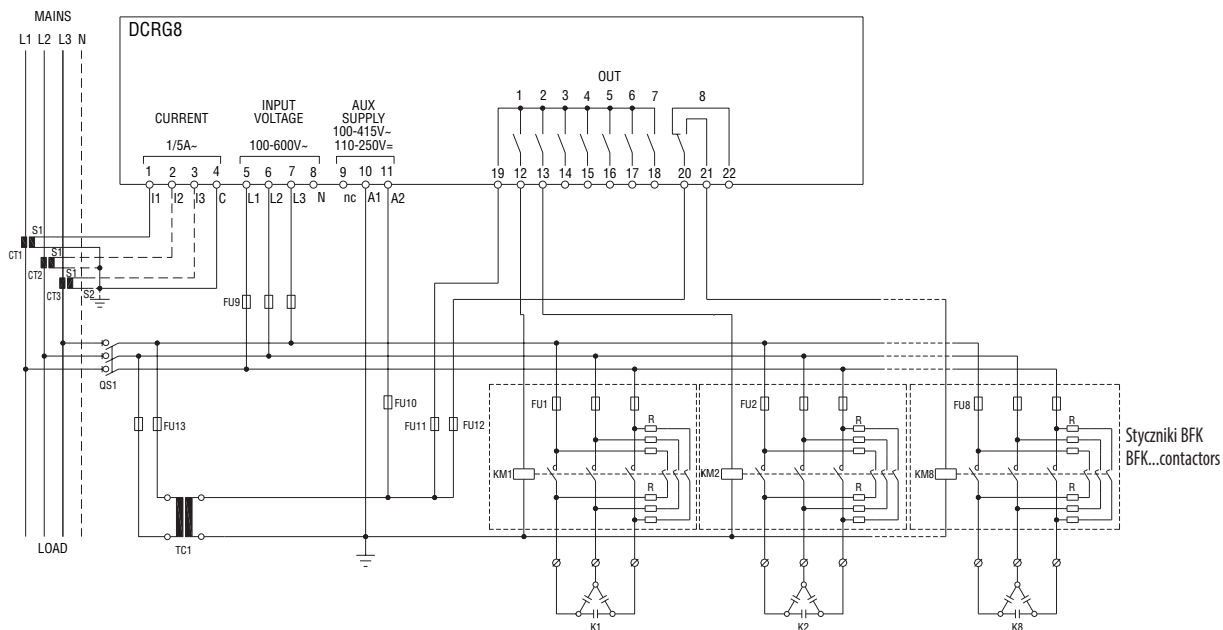 MAINS
L1 L2 L3 N
DCRG8
OUT
1 2 3 4 5 6 7 8
CURRENT
1/5A~
INPUT
VOLTAGE
100-600V~
AUX
SUPPLY
100-415V~
110-250V=
1 2 3 4 5 6 7 8 9 10 11 19 12 13 14 15 16 17 18 20 21 22
I1 I2 I3 C L1 L2 L3 N nc A1 A2
S1
CT1
S1
CT2
S1
CT3
S2
FU9
QS1
FU13
FU10
FU11
FU12
FU1
FU2
FU8
R
R
R
KM1
KM2
KM8
R
R
R
Styczniki BFK
BFK...contactors
TC1
LOAD
K1
K2
K8